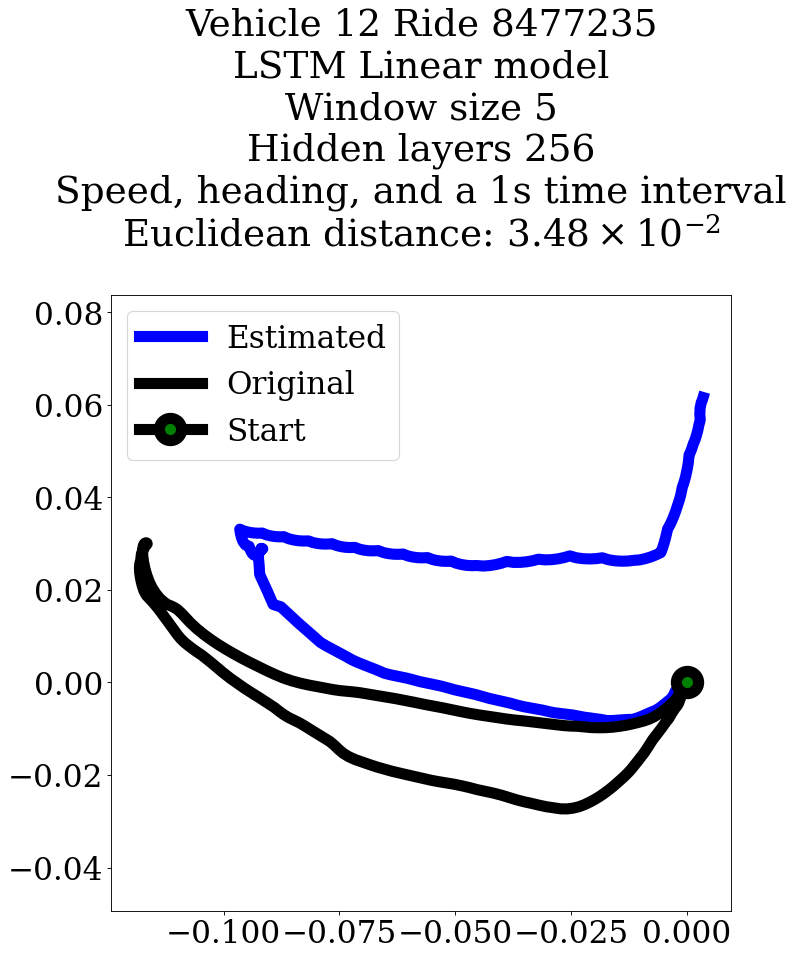 Vehicle 12 Ride 8477235
LSTM Linear model
Window size 5
Hidden layers 256
Speed, heading, and a 1s time interval
Euclidean distance: 3.48 × 10⁻²
Estimated
Original
Start
0.08
0.06
0.04
0.02
0.00
−0.02
−0.04
−0.100 −0.075 −0.050 −0.025 0.000